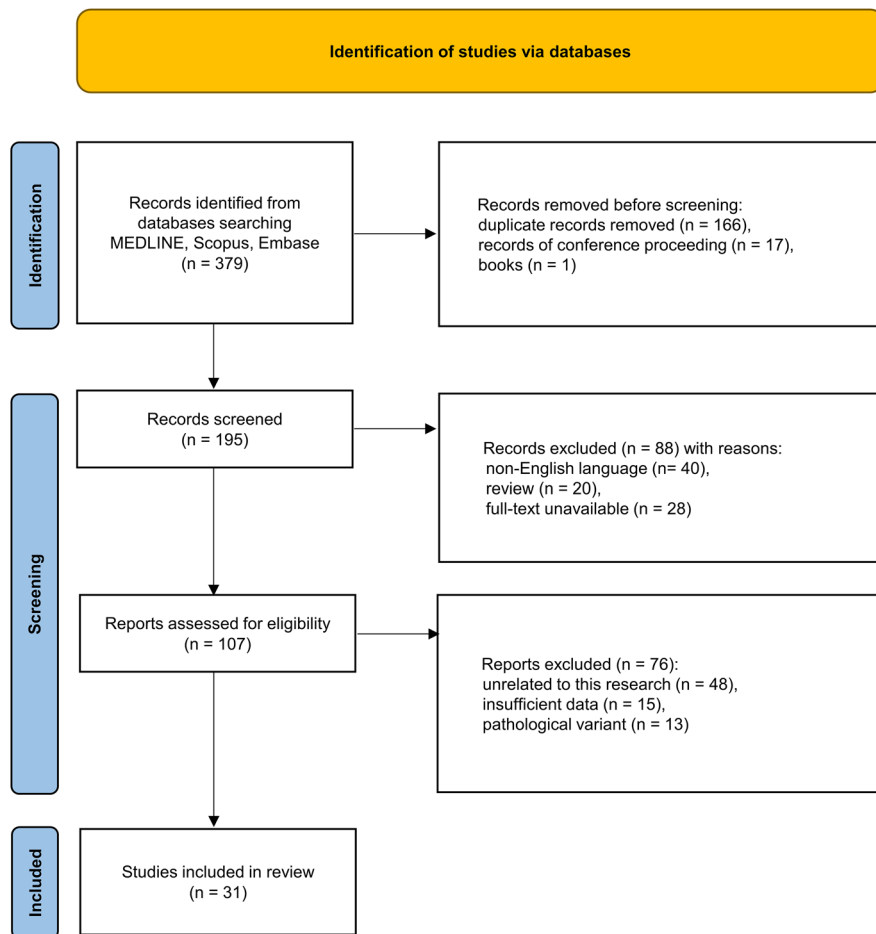 Identification of studies via databases
Identification
Records identified from
databases searching
MEDLINE, Scopus, Embase
(n = 379)
Records removed before screening:
duplicate records removed (n = 166),
records of conference proceeding (n = 17),
books (n = 1)
Screening
Records screened
(n = 195)
Records excluded (n = 88) with reasons:
non-English language (n= 40),
review (n = 20),
full-text unavailable (n = 28)
Reports assessed for eligibility
(n = 107)
Reports excluded (n = 76):
unrelated to this research (n = 48),
insufficient data (n = 15),
pathological variant (n = 13)
Included
Studies included in review
(n = 31)